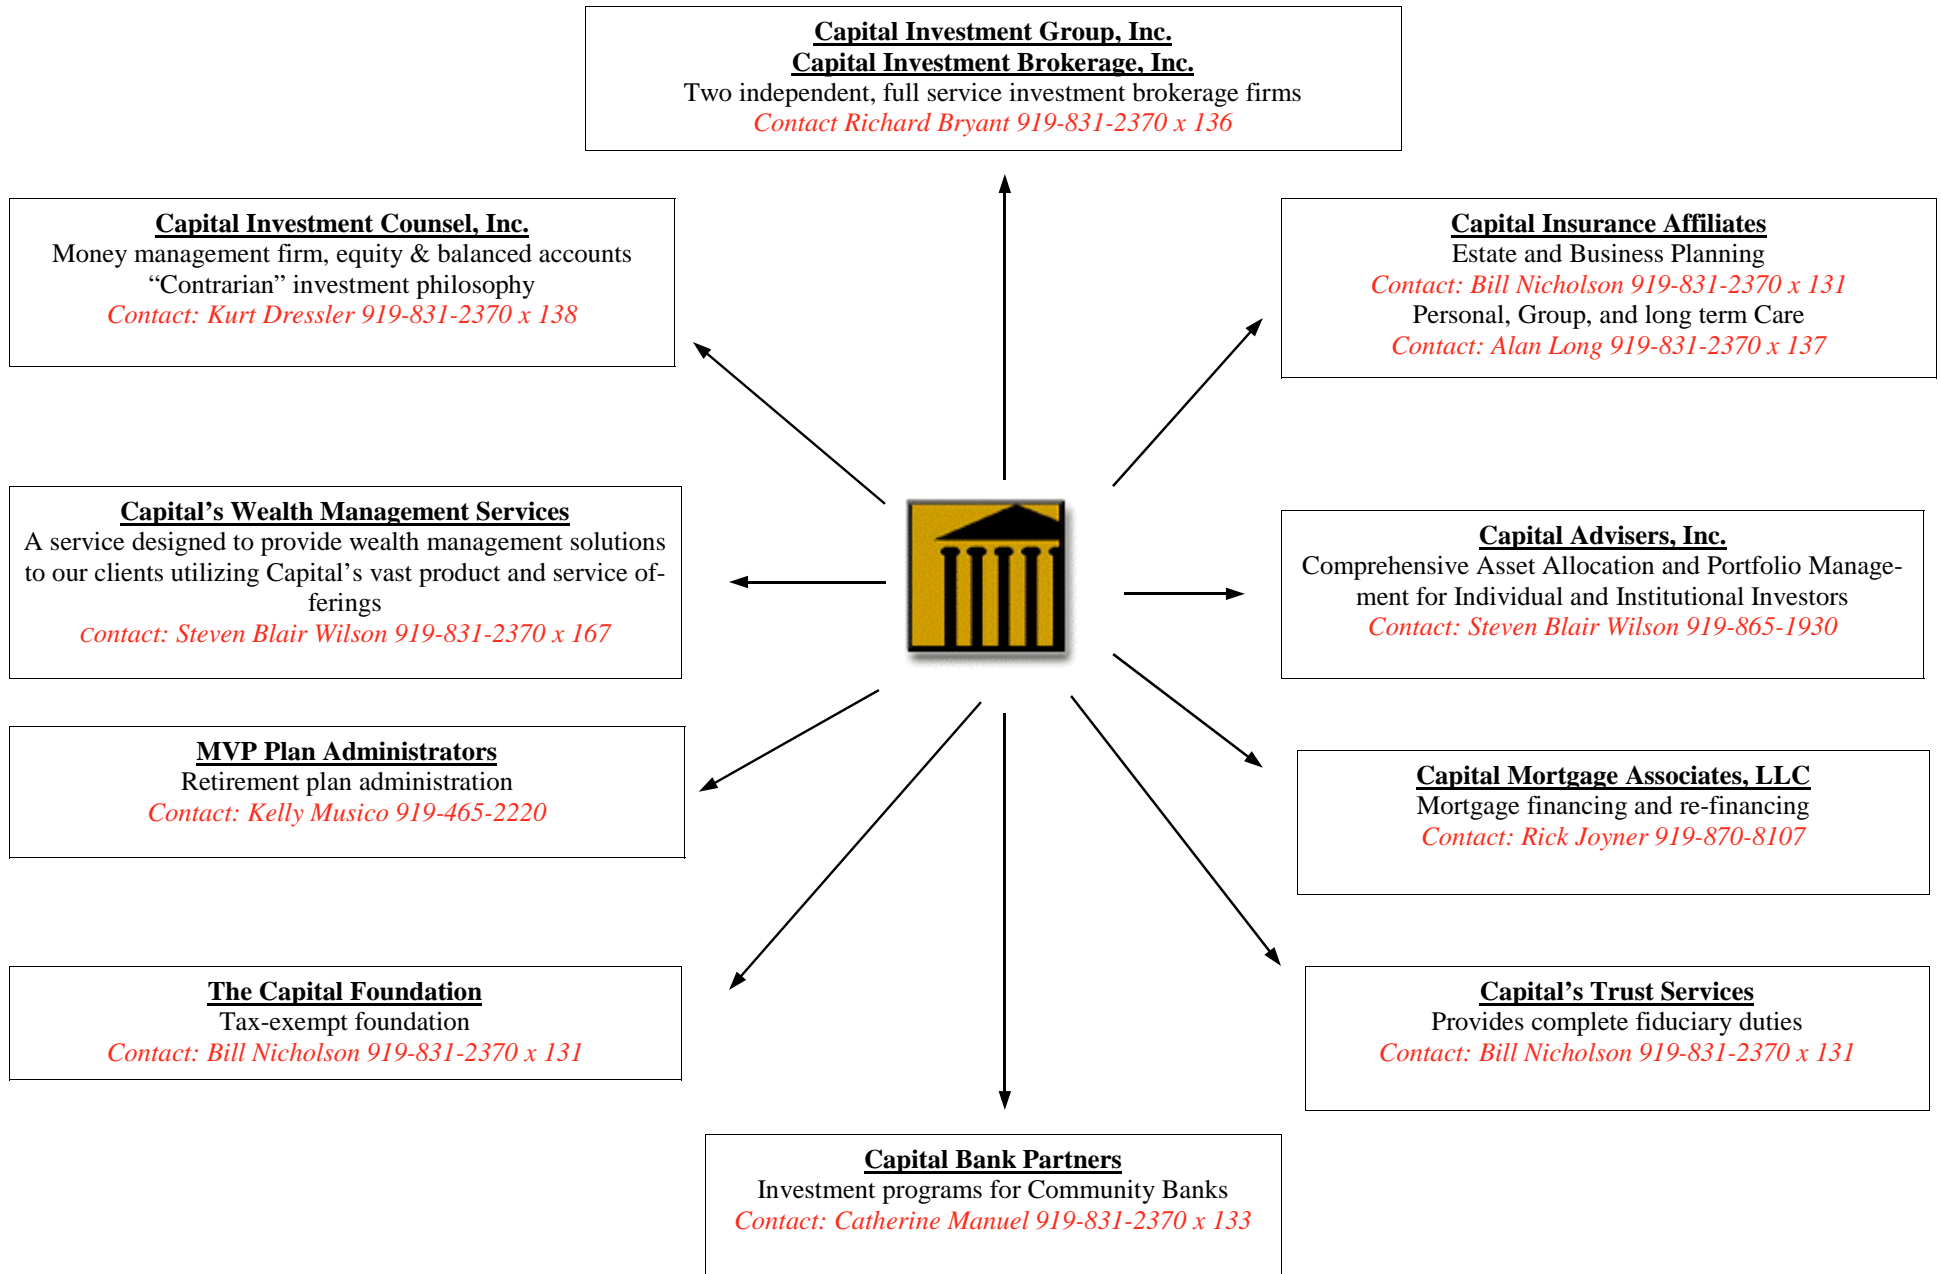 Capital Investment Group, Inc.
Capital Investment Brokerage, Inc.
Two independent, full service investment brokerage firms
Contact Richard Bryant 919-831-2370 x 136
Capital Investment Counsel, Inc.
Money management firm, equity & balanced accounts
“Contrarian” investment philosophy
Contact: Kurt Dressler 919-831-2370 x 138
Capital Insurance Affiliates
Estate and Business Planning
Contact: Bill Nicholson 919-831-2370 x 131
Personal, Group, and long term Care
Contact: Alan Long 919-831-2370 x 137
Capital’s Wealth Management Services
A service designed to provide wealth management solutions
to our clients utilizing Capital’s vast product and service of-
ferings
Contact: Steven Blair Wilson 919-831-2370 x 167
Capital Advisers, Inc.
Comprehensive Asset Allocation and Portfolio Manage-
ment for Individual and Institutional Investors
Contact: Steven Blair Wilson 919-865-1930
MVP Plan Administrators
Retirement plan administration
Contact: Kelly Musico 919-465-2220
Capital Mortgage Associates, LLC
Mortgage financing and re-financing
Contact: Rick Joyner 919-870-8107
The Capital Foundation
Tax-exempt foundation
Contact: Bill Nicholson 919-831-2370 x 131
Capital’s Trust Services
Provides complete fiduciary duties
Contact: Bill Nicholson 919-831-2370 x 131
Capital Bank Partners
Investment programs for Community Banks
Contact: Catherine Manuel 919-831-2370 x 133